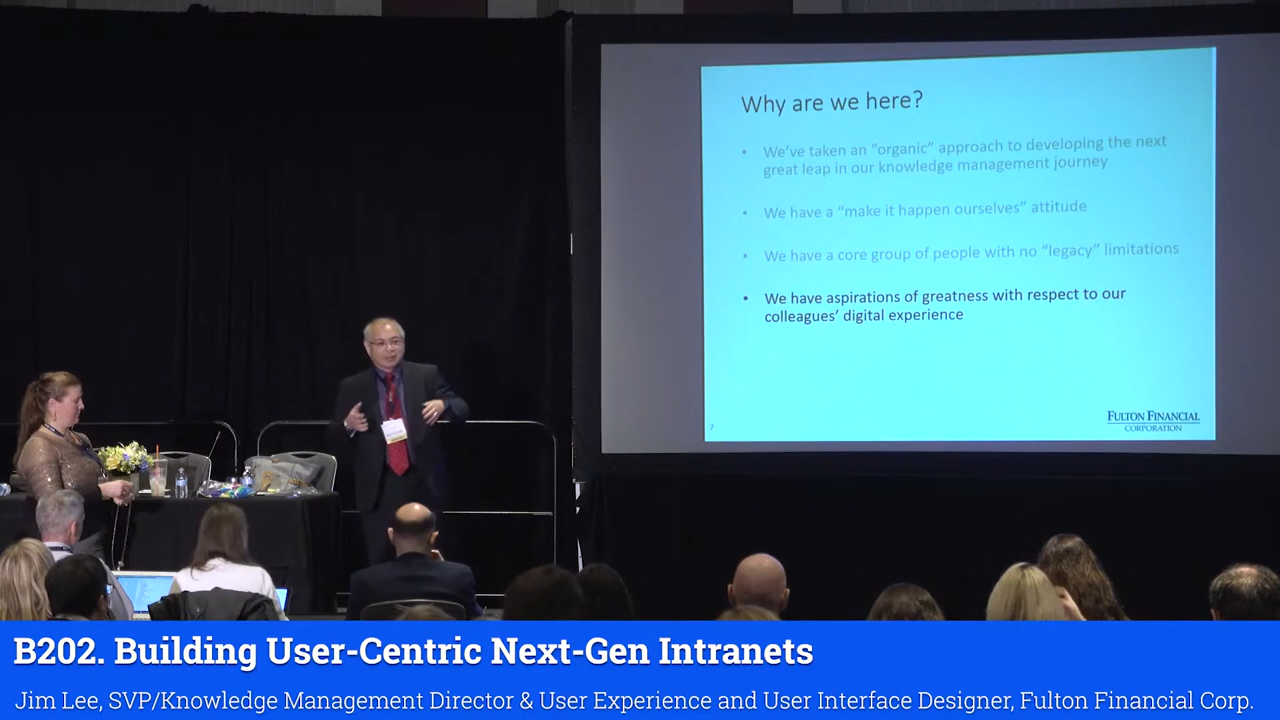 Why are we here?
• We've taken an “organic” approach to developing the next
great leap in our knowledge management journey
• We have a “make it happen ourselves” attitude
• We have a core group of people with no “legacy” limitations
• We have aspirations of greatness with respect to our
colleagues’ digital experience
7
FULTON FINANCIAL
CORPORATION
B202. Building User-Centric Next-Gen Intranets
Jim Lee, SVP/Knowledge Management Director & User Experience and User Interface Designer, Fulton Financial Corp.